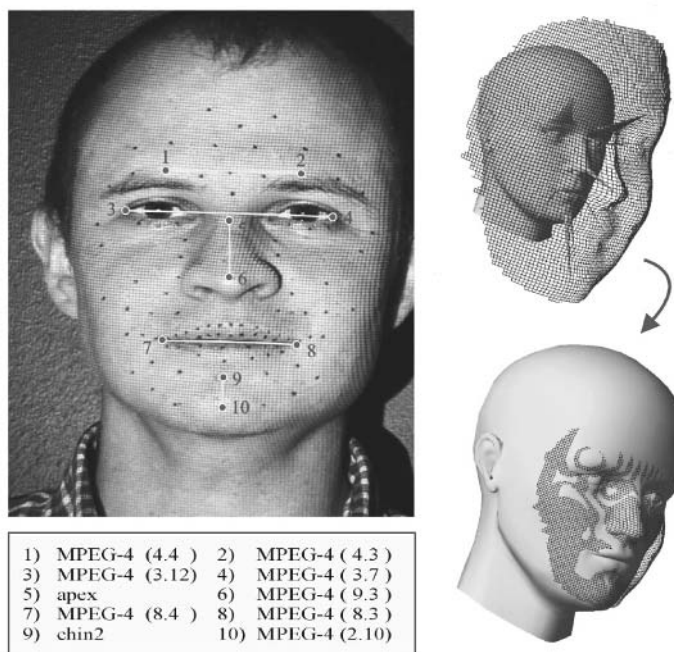 1 2
3 4
6
7 8
9
10
1) MPEG-4 (4.4 ) 2) MPEG-4 ( 4.3 )
3) MPEG-4 (3.12) 4) MPEG-4 ( 3.7 )
5) apex 6) MPEG-4 ( 9.3 )
7) MPEG-4 (8.4 ) 8) MPEG-4 ( 8.3 )
9) chin2 10) MPEG-4 (2.10)